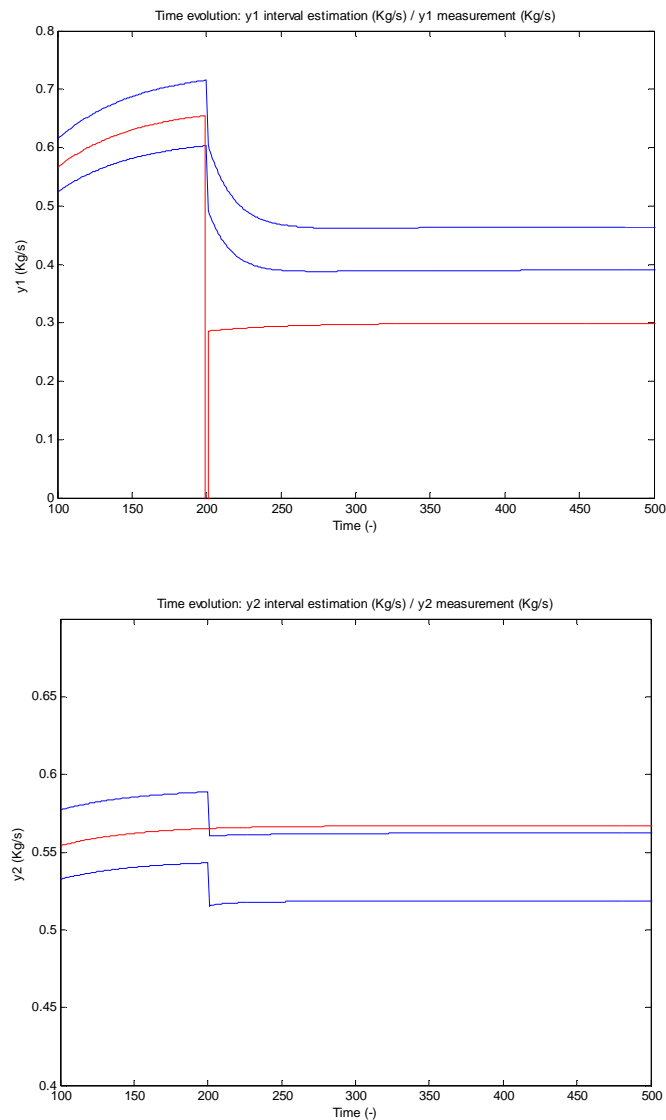 Time evolution: y1 interval estimation (Kg/s) / y1 measurement (Kg/s)
0.8
0.7
0.6
0.5
0.4
0.3
0.2
0.1
0
y1 (Kg/s)
100 150 200 250 300 350 400 450 500
Time (-)
Time evolution: y2 interval estimation (Kg/s) / y2 measurement (Kg/s)
0.65
0.6
0.55
0.5
0.45
0.4
y2 (Kg/s)
100 150 200 250 300 350 400 450 500
Time (-)